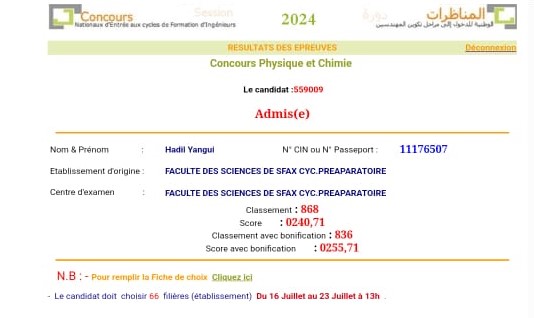 Concours Session 2024 دورة المناظرات
Nationaux d'Entrée aux cycles de Formation d'Ingénieurs الوطنية للدخول إلى مراحل تكوين المهندسين
RESULTATS DES EPREUVES Déconnexion
Concours Physique et Chimie
Le candidat :559009
Admis(e)
Nom & Prénom : Hadil Yangui N° CIN ou N° Passeport : 11176507
Etablissement d'origine : FACULTE DES SCIENCES DE SFAX CYC.PREAPARATOIRE
Centre d'examen : FACULTE DES SCIENCES DE SFAX CYC.PREAPARATOIRE
Classement : 868
Score : 0240,71
Classement avec bonification : 836
Score avec bonification : 0255,71
N.B : - Pour remplir la Fiche de choix Cliquez ici
- Le candidat doit choisir 66 filières (établissement) Du 16 Juillet au 23 Juillet à 13h .